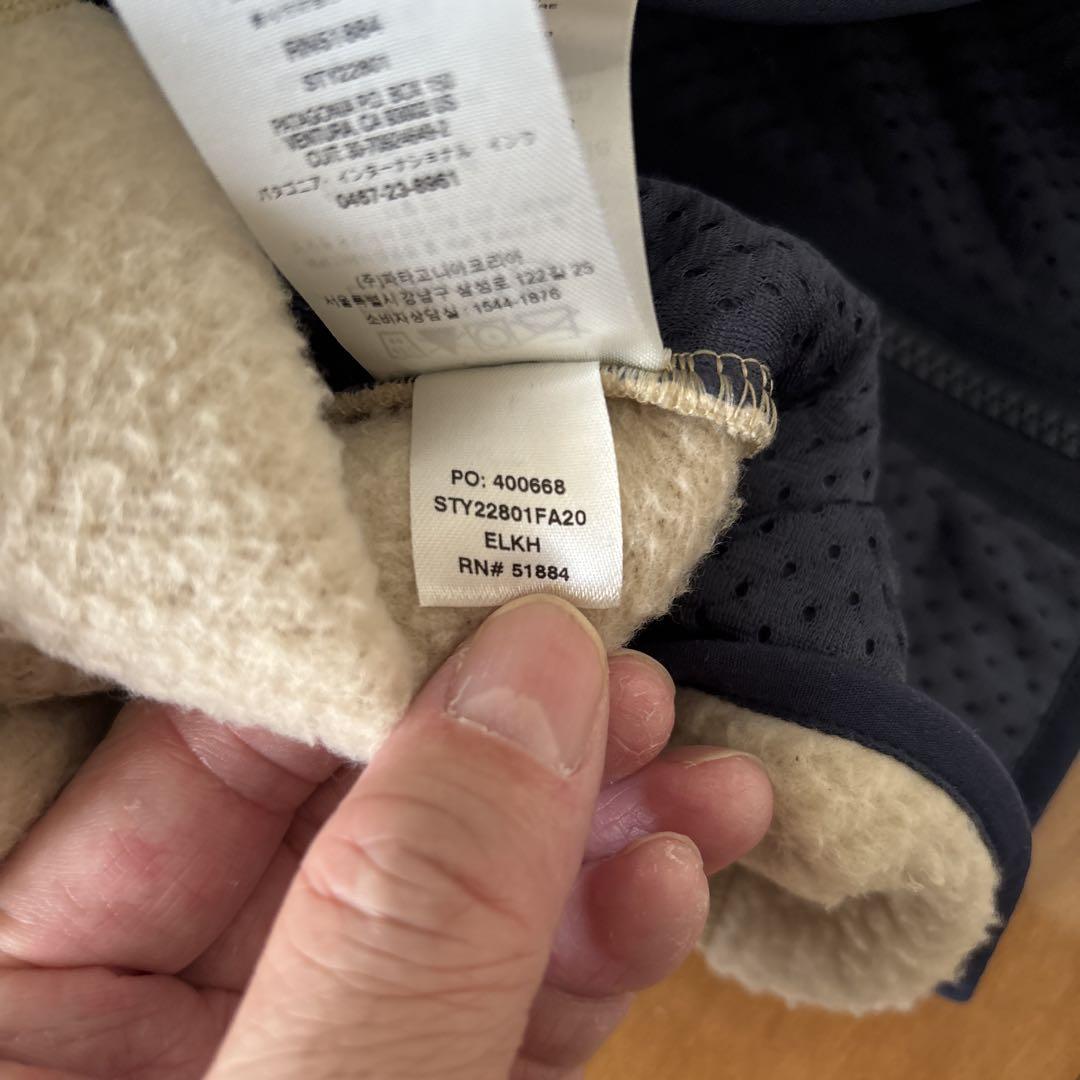 RN51884
STY22801
PATAGONIA P.O. BOX 150
VENTURA, CA 93002 US
パタゴニア・インターナショナル・インク
0467-23-8961
(주)파타고니아코리아
서울특별시 강남구 삼성로 122길 25
소비자상담실 : 1544-1876
PO: 400668
STY22801FA20
ELKH
RN# 51884